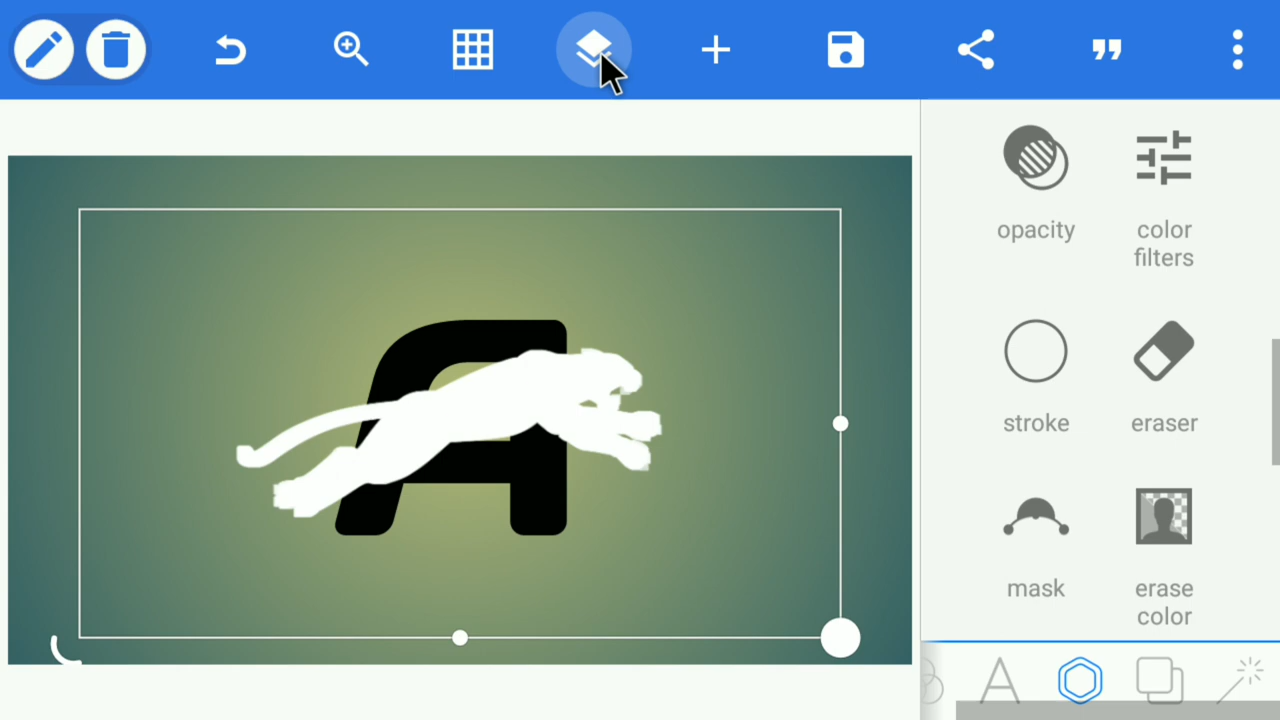 A
opacity
color
filters
stroke
eraser
mask
erase
color
A